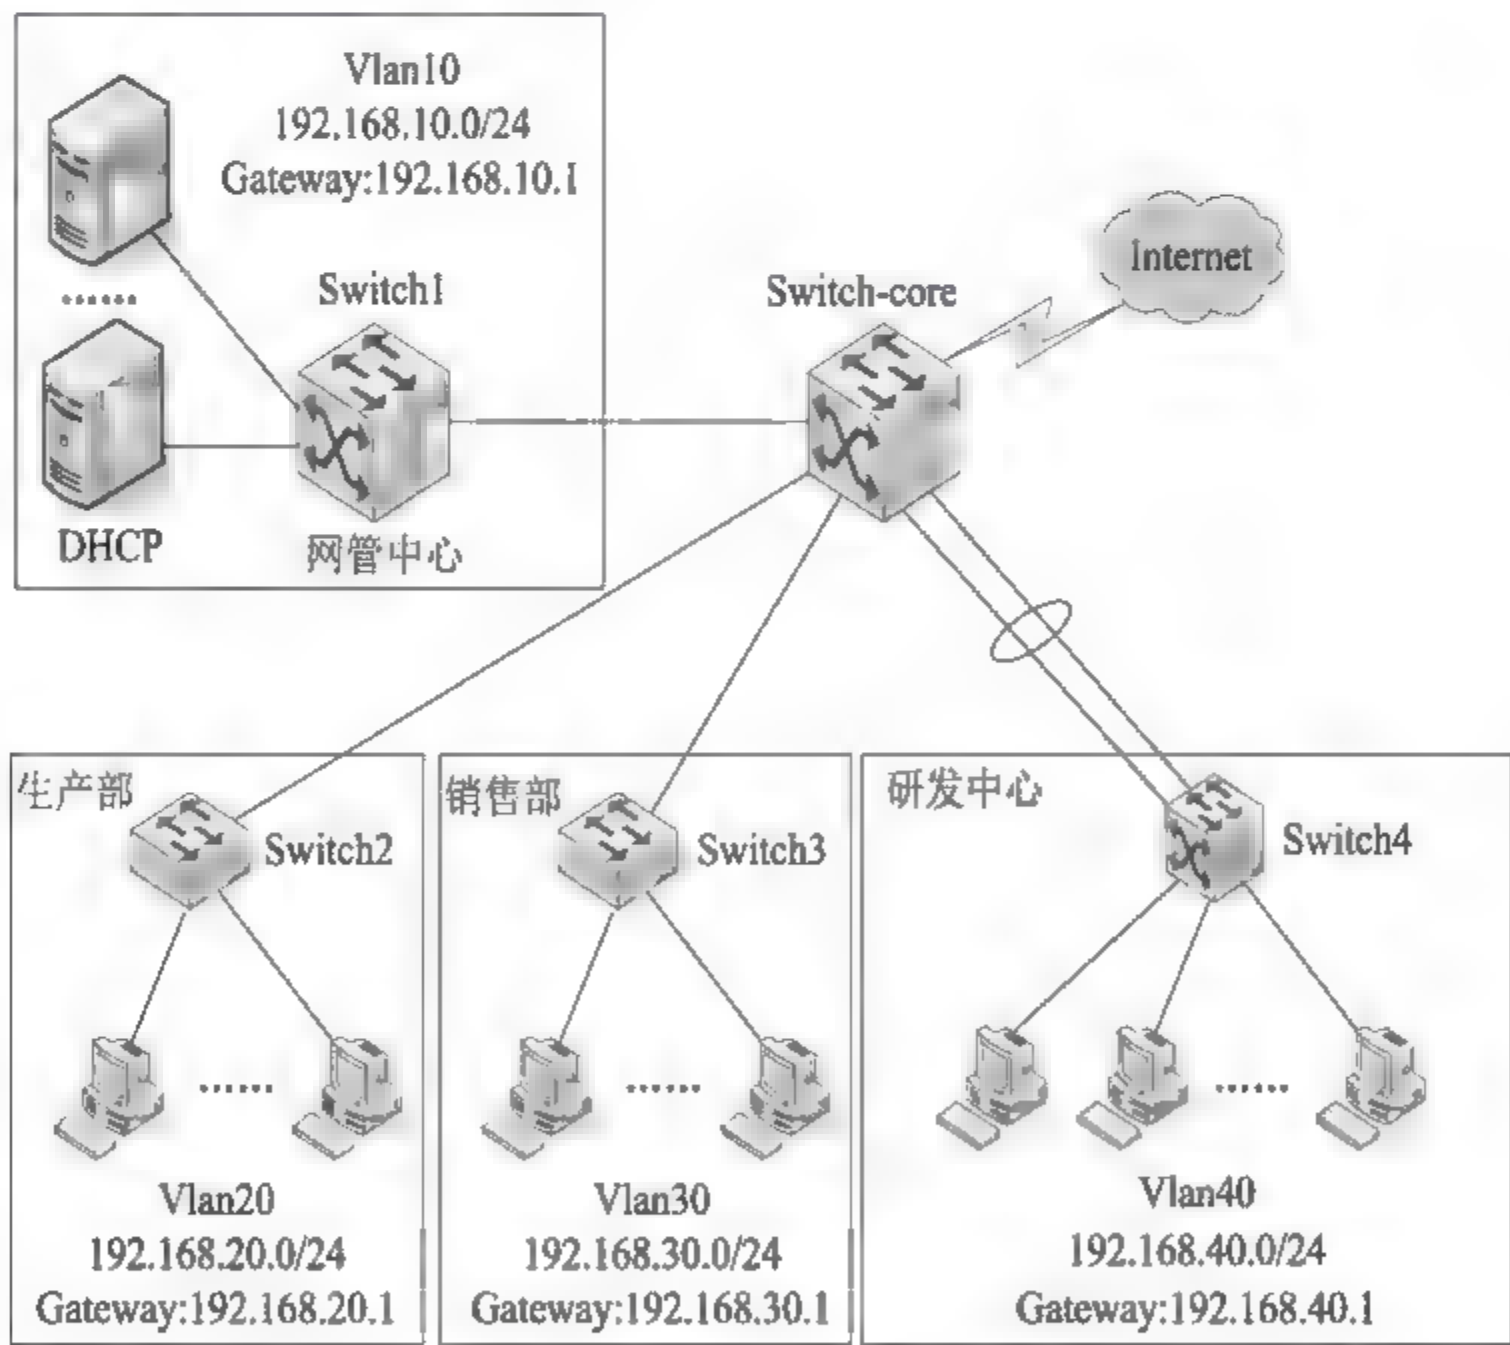 Vlan10
192.168.10.0/24
Gateway:192.168.10.1
......
Switch1
DHCP
网管中心
Switch-core
Internet
生产部
Switch2
......
Vlan20
192.168.20.0/24
Gateway:192.168.20.1
销售部
Switch3
......
Vlan30
192.168.30.0/24
Gateway:192.168.30.1
研发中心
Switch4
......
Vlan40
192.168.40.0/24
Gateway:192.168.40.1